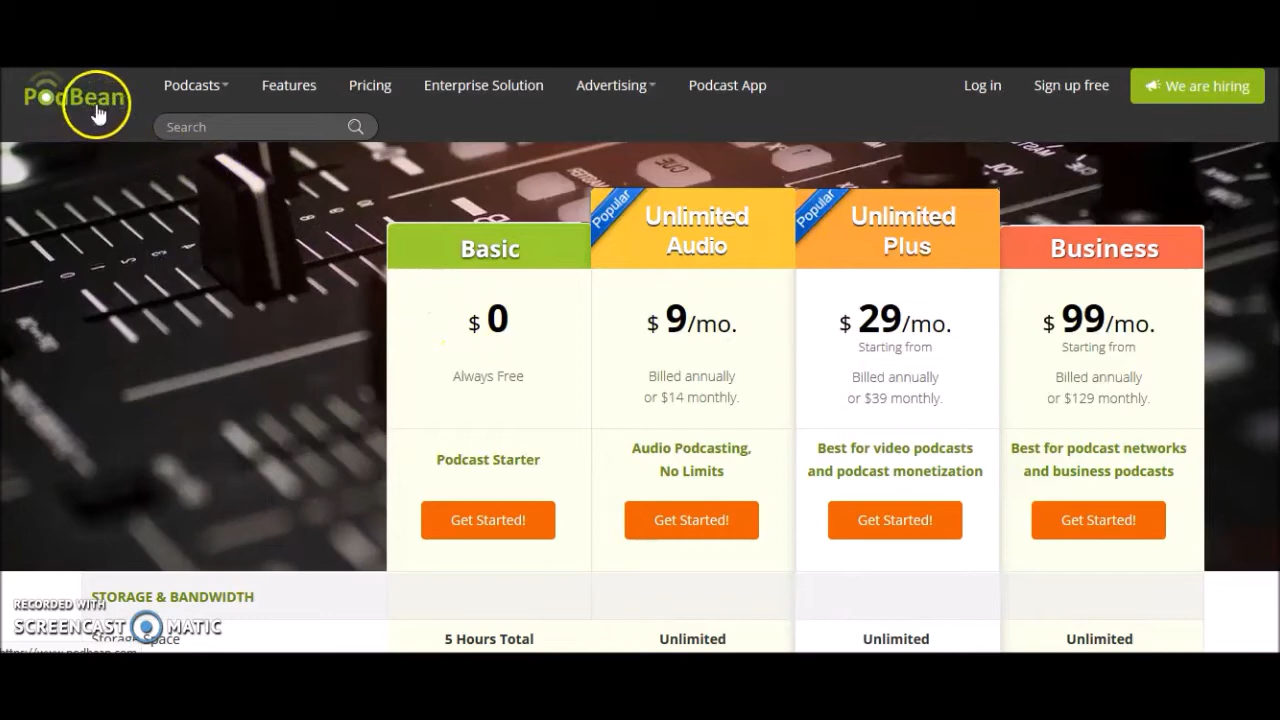 PodBean
Podcasts
Features
Pricing
Enterprise Solution
Advertising
Podcast App
Log in
Sign up free
We are hiring
Search
Basic
Popular
Unlimited
Audio
Popular
Unlimited
Plus
Business
$ 0
$ 9/mo.
$ 29/mo.
$ 99/mo.
Starting from
Starting from
Always Free
Billed annually
or $14 monthly.
Billed annually
or $39 monthly.
Billed annually
or $129 monthly.
Podcast Starter
Audio Podcasting,
No Limits
Best for video podcasts
and podcast monetization
Best for podcast networks
and business podcasts
Get Started!
Get Started!
Get Started!
Get Started!
STORAGE & BANDWIDTH
RECORDED WITH
SCREENCAST MATIC
Storage Space
5 Hours Total
Unlimited
Unlimited
Unlimited